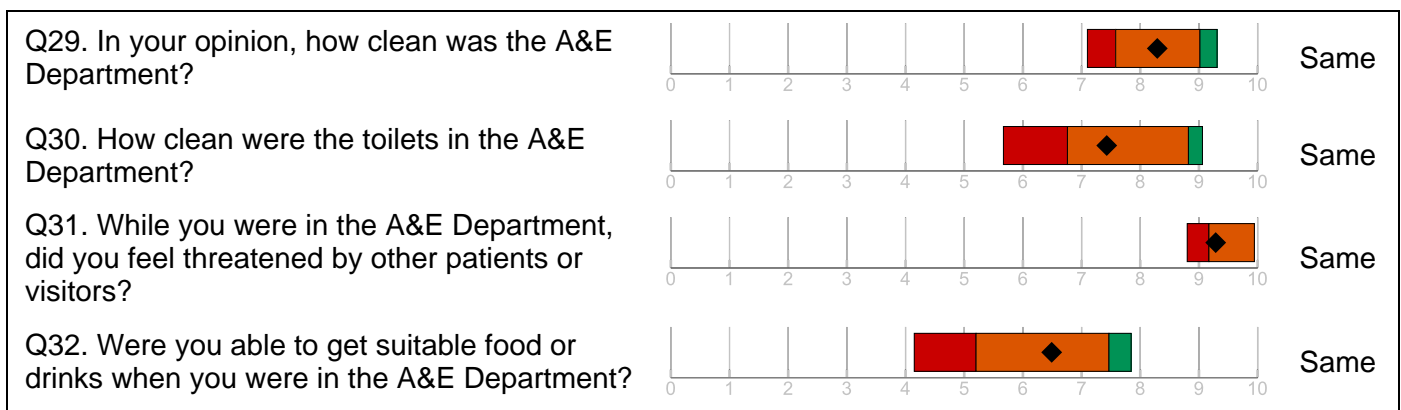 Q29. In your opinion, how clean was the A&E
Department?
Same
0 1 2 3 4 5 6 7 8 9 10
Q30. How clean were the toilets in the A&E
Department?
Same
0 1 2 3 4 5 6 7 8 9 10
Q31. While you were in the A&E Department,
did you feel threatened by other patients or
visitors?
Same
0 1 2 3 4 5 6 7 8 9 10
Q32. Were you able to get suitable food or
drinks when you were in the A&E Department?
Same
0 1 2 3 4 5 6 7 8 9 10